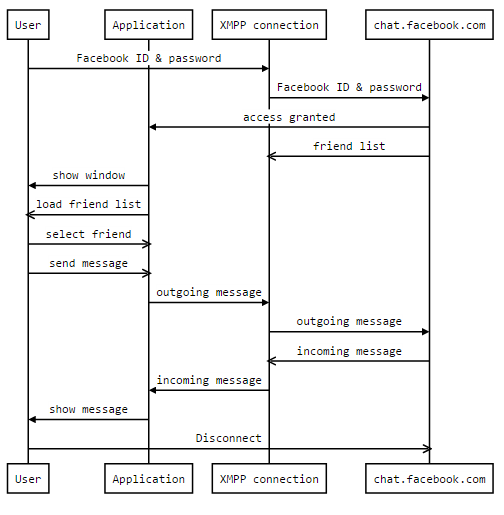 User
Application
XMPP connection
chat.facebook.com
Facebook ID & password
Facebook ID & password
access granted
friend list
show window
load friend list
select friend
send message
outgoing message
outgoing message
incoming message
incoming message
show message
Disconnect
User
Application
XMPP connection
chat.facebook.com